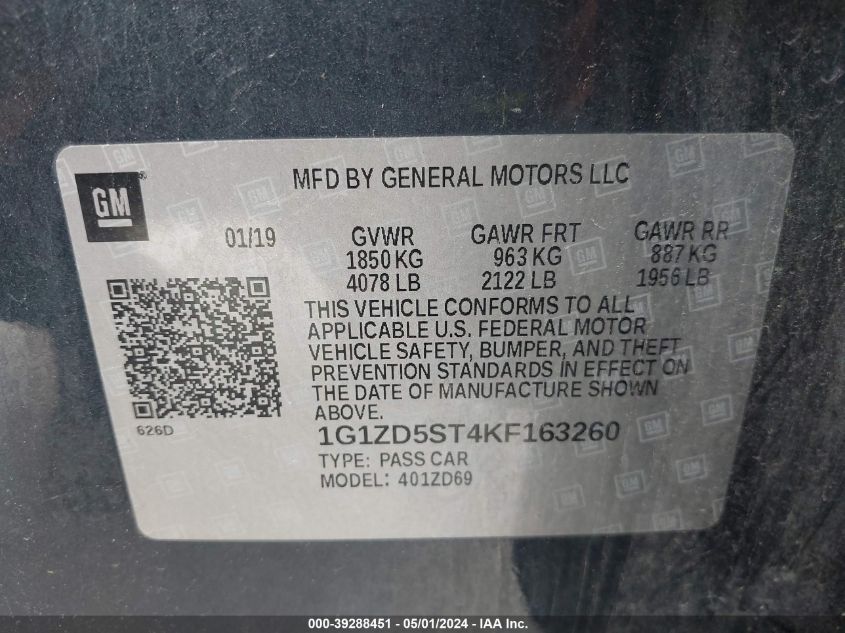 GM
MFD BY GENERAL MOTORS LLC
01/19 GVWR GAWR FRT GAWR RR
1850 KG 963 KG 887 KG
4078 LB 2122 LB 1956 LB
THIS VEHICLE CONFORMS TO ALL
APPLICABLE U.S. FEDERAL MOTOR
VEHICLE SAFETY, BUMPER, AND THEFT
PREVENTION STANDARDS IN EFFECT ON
THE DATE OF MANUFACTURE SHOWN
ABOVE.
626D
1G1ZD5ST4KF163260
TYPE: PASS CAR
MODEL: 401ZD69
000-39288451 - 05/01/2024 - IAA Inc.